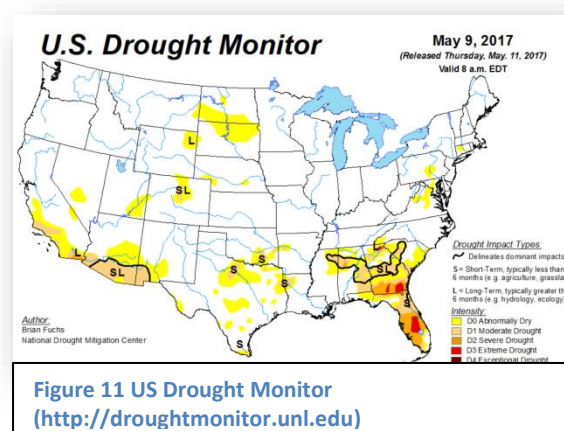 U.S. Drought Monitor
May 9, 2017
(Released Thursday, May. 11, 2017)
Valid 8 a.m. EDT
L
SL
L
SL
S
S
S
S
L
SL
S
Drought Impact Types:
Delineates dominant impacts
S = Short-Term, typically less than
6 months (e.g. agriculture, grassla
L = Long-Term, typically greater th
6 months (e.g. hydrology, ecology)
Intensity:
D0 Abnormally Dry
D1 Moderate Drought
D2 Severe Drought
D3 Extreme Drought
D4 Exceptional Drought
Author:
Brian Fuchs
National Drought Mitigation Center
Figure 11 US Drought Monitor
(http://droughtmonitor.unl.edu)